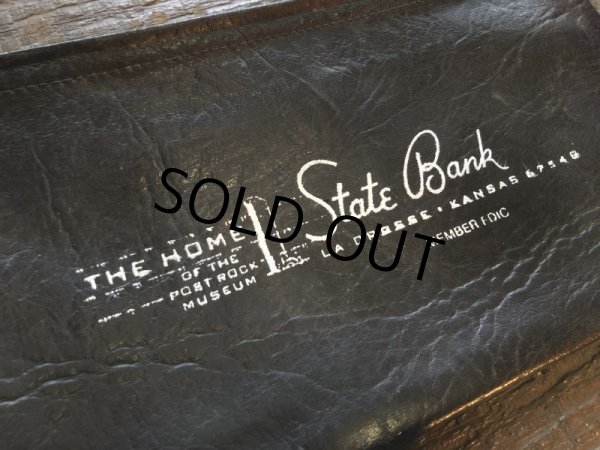 THE HOME
OF THE
POST ROCK
MUSEUM
State Bank
LA CROSSE • KANSAS 67548
MEMBER FDIC
SOLD OUT